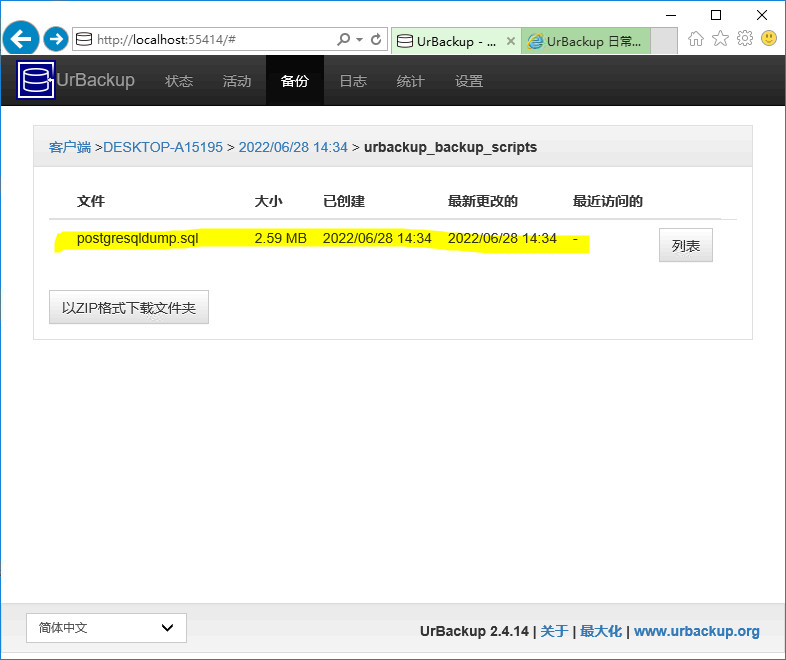 http://localhost:55414/#
UrBackup - ...
UrBackup 日常...
UrBackup 状态 活动 备份 日志 统计 设置
客户端 >DESKTOP-A15195 > 2022/06/28 14:34 > urbackup_backup_scripts
文件 大小 已创建 最新更改的 最近访问的
postgresqldump.sql 2.59 MB 2022/06/28 14:34 2022/06/28 14:34 - 列表
以ZIP格式下载文件夹
简体中文
UrBackup 2.4.14 | 关于 | 最大化 | www.urbackup.org